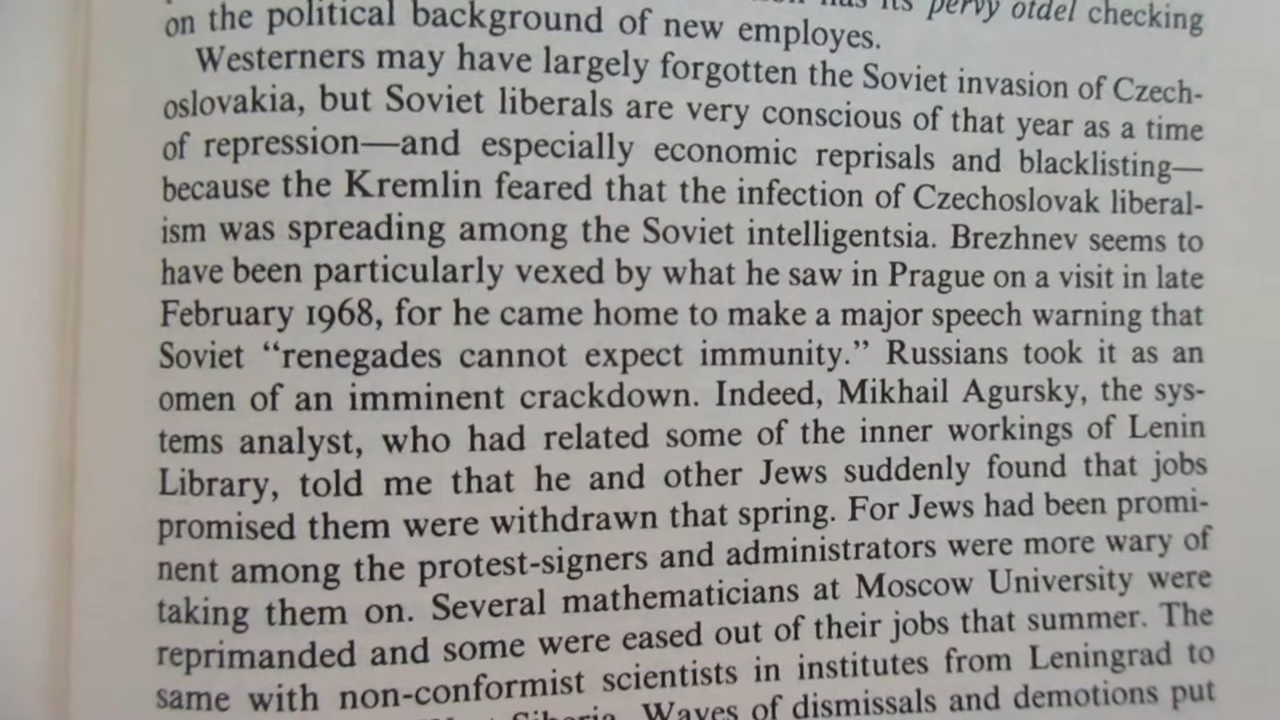 its pervy otdel checking
on the political background of new employes.
Westerners may have largely forgotten the Soviet invasion of Czech-
oslovakia, but Soviet liberals are very conscious of that year as a time
of repression—and especially economic reprisals and blacklisting—
because the Kremlin feared that the infection of Czechoslovak liberal-
ism was spreading among the Soviet intelligentsia. Brezhnev seems to
have been particularly vexed by what he saw in Prague on a visit in late
February 1968, for he came home to make a major speech warning that
Soviet “renegades cannot expect immunity.” Russians took it as an
omen of an imminent crackdown. Indeed, Mikhail Agursky, the sys-
tems analyst, who had related some of the inner workings of Lenin
Library, told me that he and other Jews suddenly found that jobs
promised them were withdrawn that spring. For Jews had been promi-
nent among the protest-signers and administrators were more wary of
taking them on. Several mathematicians at Moscow University were
reprimanded and some were eased out of their jobs that summer. The
same with non-conformist scientists in institutes from Leningrad to
Siberia. Waves of dismissals and demotions put